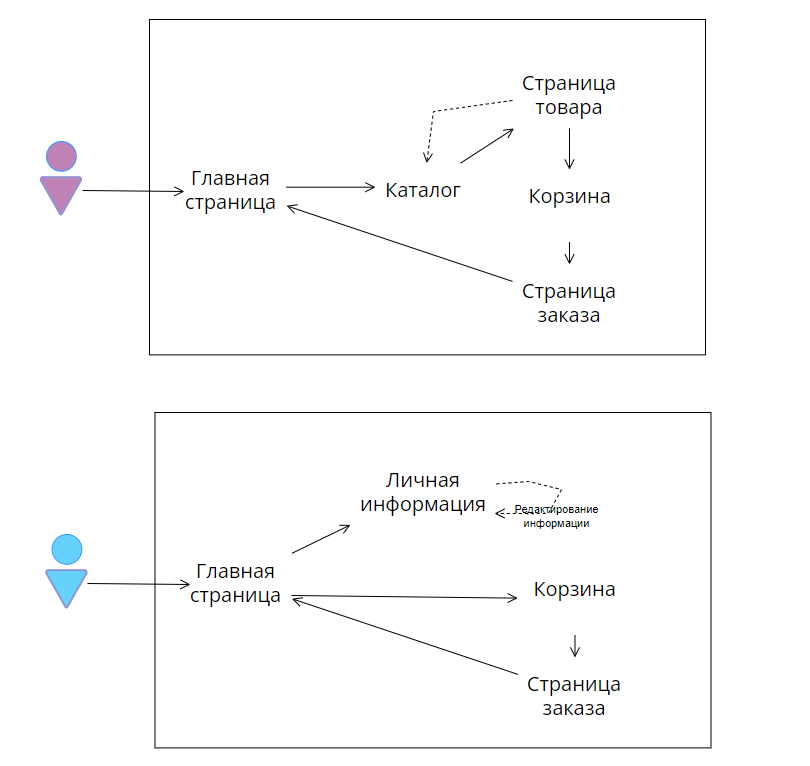 Страница
товара
Главная
страница
Каталог
Корзина
Страница
заказа
Личная
информация
Редактирование
информации
Главная
страница
Корзина
Страница
заказа